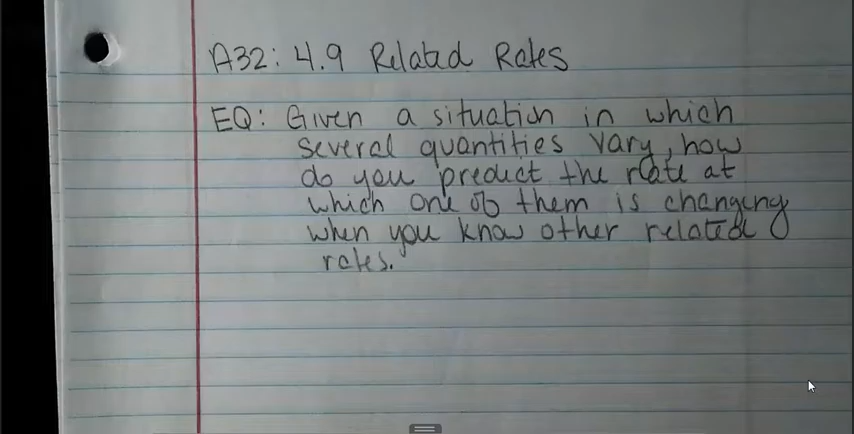 A32: 4.9 Related Rates
EQ: Given a situation in which
several quantities vary, how
do you predict the rate at
which one of them is changing
when you know other related
rates.